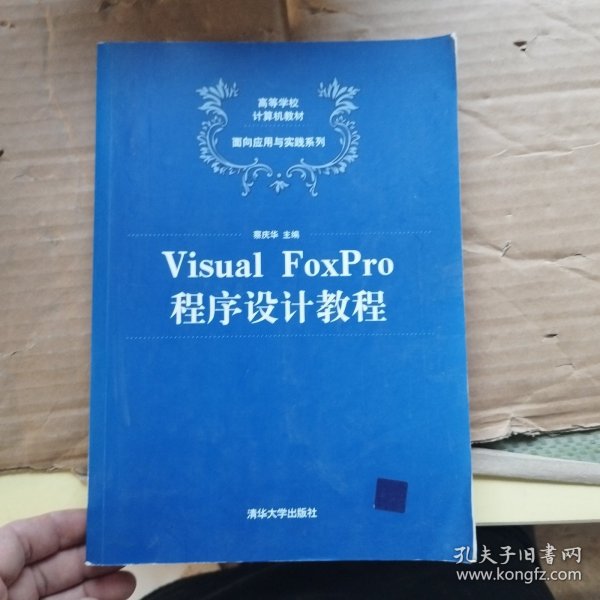 高等学校
计算机教材
面向应用与实践系列
蔡庆华 主编
Visual FoxPro
程序设计教程
清华大学出版社
孔夫子旧书网
www.kongfz.com